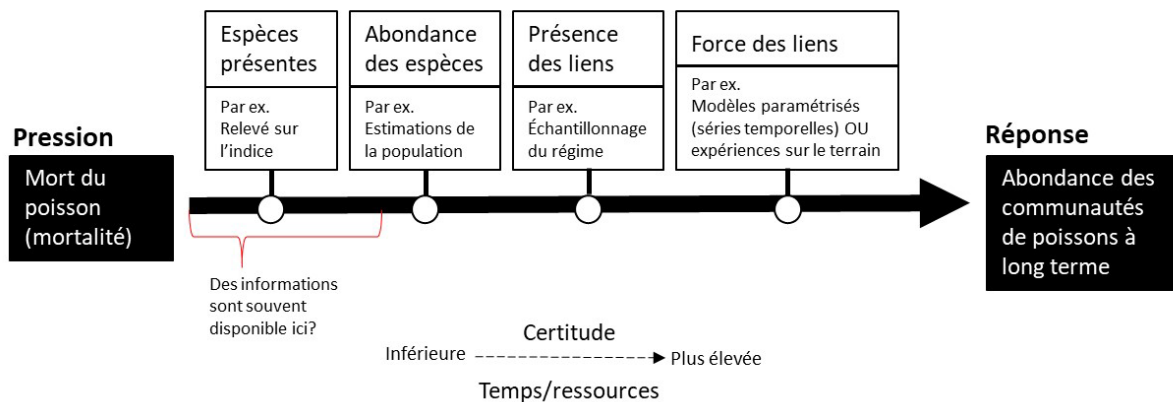 Espèces
présentes
Par ex.
Relevé sur
l'indice
Abondance
des espèces
Par ex.
Estimations de
la population
Présence
des liens
Par ex.
Échantillonnage
du régime
Force des liens
Par ex.
Modèles paramétrisés
(séries temporelles) OU
expériences sur le terrain
Pression
Mort du
poisson
(mortalité)
Réponse
Abondance des
communautés
de poissons à
long terme
Des informations
sont souvent
disponible ici?
Certitude
Inférieure
Plus élevée
Temps/ressources